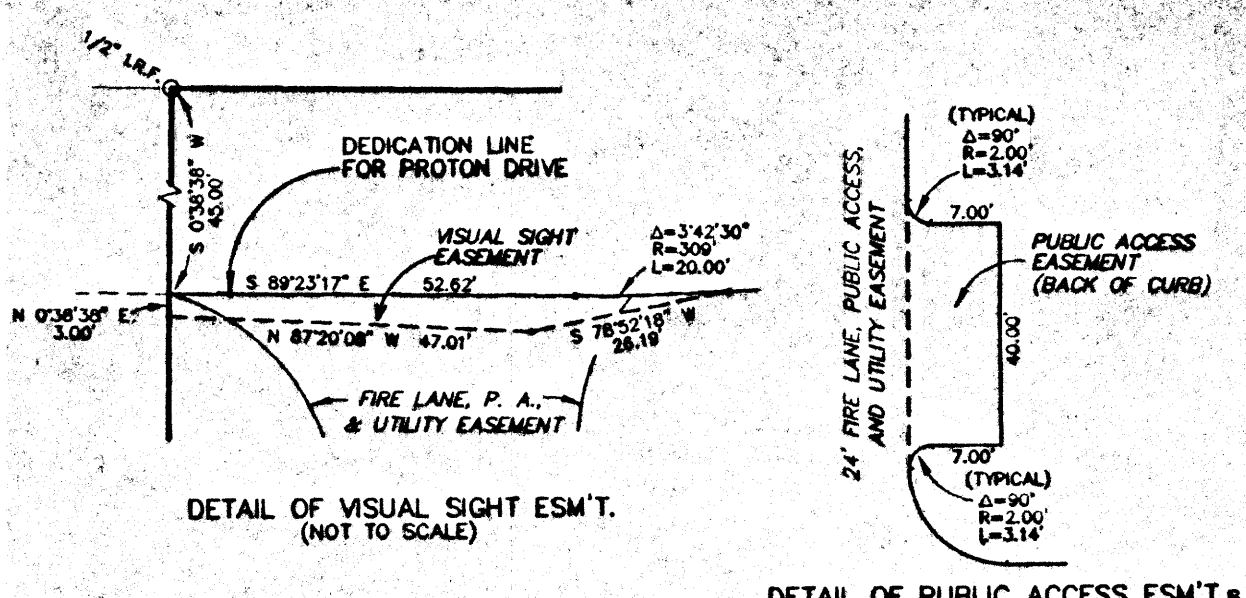 1/2" I.R.F.
S 0°38'38" W
45.00'
DEDICATION LINE
FOR PROTON DRIVE
VISUAL SIGHT
EASEMENT
Δ=3°42'30"
R=309'
L=20.00'
S 89°23'17" E 52.62'
N 0°38'38" E
3.00'
N 87°20'08" W 47.01'
S 78°52'18" W
26.19'
FIRE LANE, P. A.,
& UTILITY EASEMENT
DETAIL OF VISUAL SIGHT ESM'T.
(NOT TO SCALE)
24' FIRE LANE, PUBLIC ACCESS,
AND UTILITY EASEMENT
(TYPICAL)
Δ=90°
R=2.00'
L=3.14'
7.00'
PUBLIC ACCESS
EASEMENT
(BACK OF CURB)
40.00'
7.00'
(TYPICAL)
Δ=90°
R=2.00'
L=3.14'
DETAIL OF PUBLIC ACCESS ESM'T.s